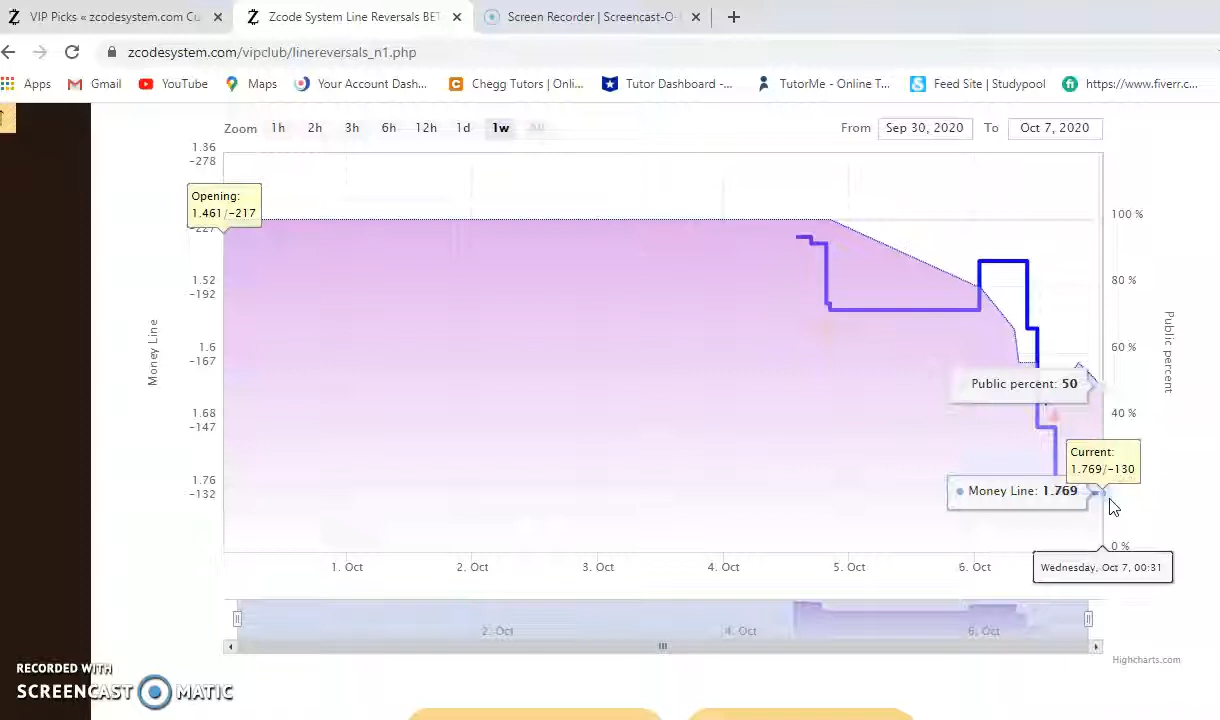 VIP Picks « zcodesystem.com Cu
Zcode System Line Reversals BET
Screen Recorder | Screencast-O-
zcodesystem.com/vipclub/linereversals_n1.php
Apps
Gmail
YouTube
Maps
Your Account Dash...
Chegg Tutors | Onli...
Tutor Dashboard -...
TutorMe - Online T...
Feed Site | Studypool
https://www.fiverr.c...
Zoom 1h 2h 3h 6h 12h 1d 1w All
From Sep 30, 2020 To Oct 7, 2020
1.36
-278
Opening:
1.461/-217
-227
1.52
-192
1.6
-167
1.68
-147
1.76
-132
Money Line
100 %
80 %
60 %
40 %
0 %
Public percent
Public percent: 50
Current:
1.769/-130
Money Line: 1.769
1. Oct 2. Oct 3. Oct 4. Oct 5. Oct 6. Oct
Wednesday, Oct 7, 00:31
2. Oct 4. Oct 6. Oct
Highcharts.com
RECORDED WITH
SCREENCAST MATIC